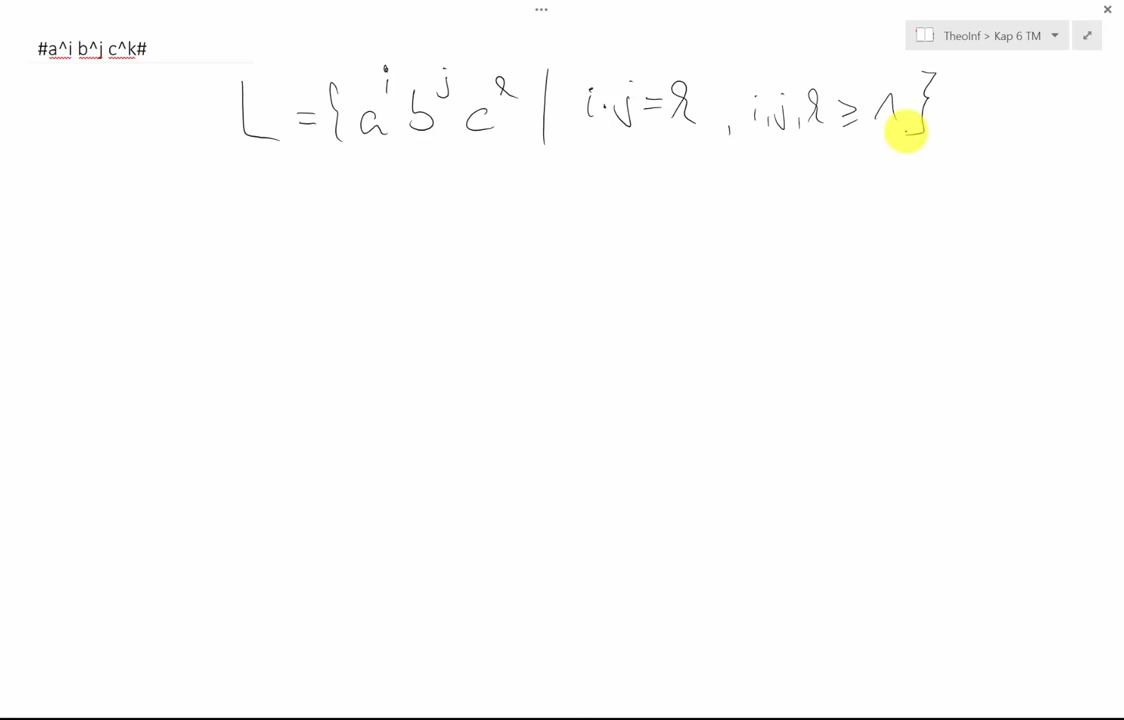 TheoInf > Kap 6 TM
#a^i b^j c^k#
L = { a^i b^j c^k | i·j = k , i,j,k ≥ 1 }